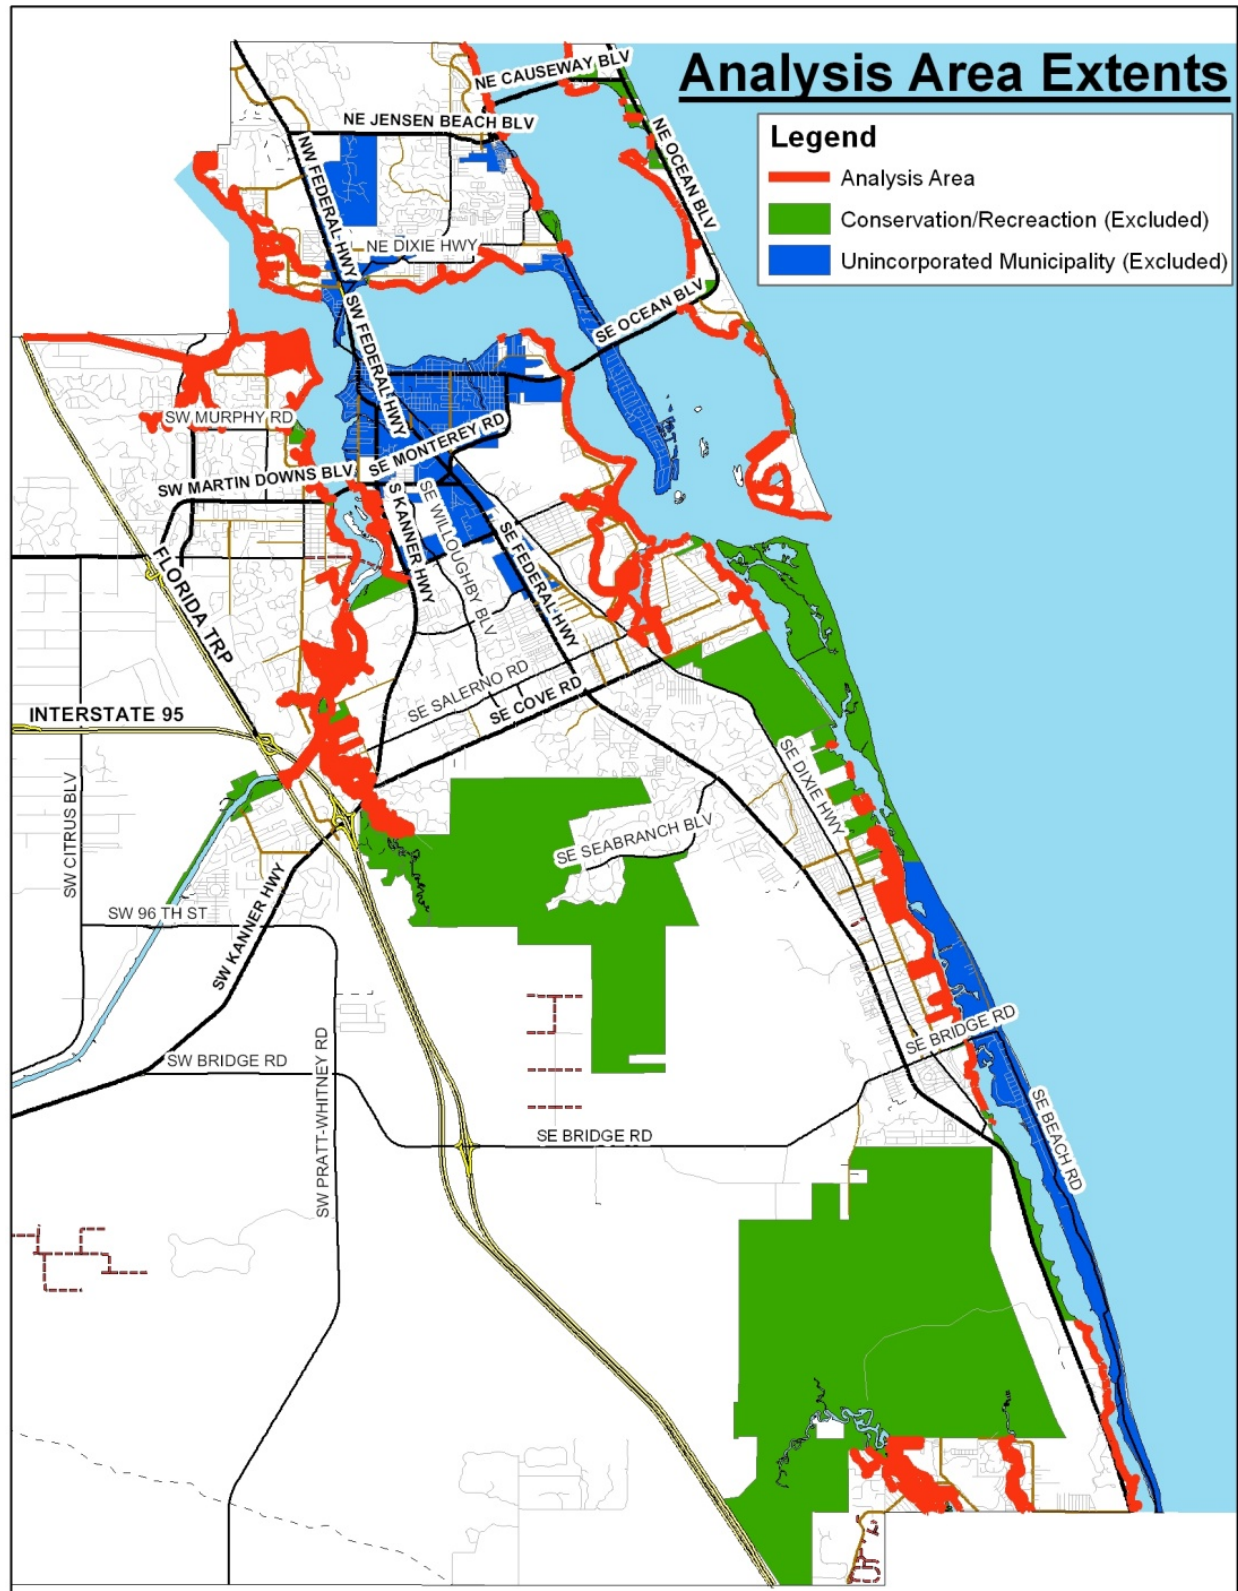 Analysis Area Extents
Legend
Analysis Area
Conservation/Recreaction (Excluded)
Unincorporated Municipality (Excluded)
NE CAUSEWAY BLV
NE JENSEN BEACH BLV
NE OCEAN BLV
NW FEDERAL HWY
NE DIXIE HWY
SW FEDERAL HWY
SE OCEAN BLV
SW MURPHY RD
SE MONTEREY RD
SW MARTIN DOWNS BLV
S KANNER HWY
SE WILLOUGHBY BLV
SE FEDERAL HWY
FLORIDA TRP
SE SALERNO RD
SE COVE RD
INTERSTATE 95
SE DIXIE HWY
SW CITRUS BLV
SE SEABRANCH BLV
SW 96 TH ST
SW KANNER HWY
SE BRIDGE RD
SW BRIDGE RD
SW PRATT-WHITNEY RD
SE BEACH RD
SE BRIDGE RD